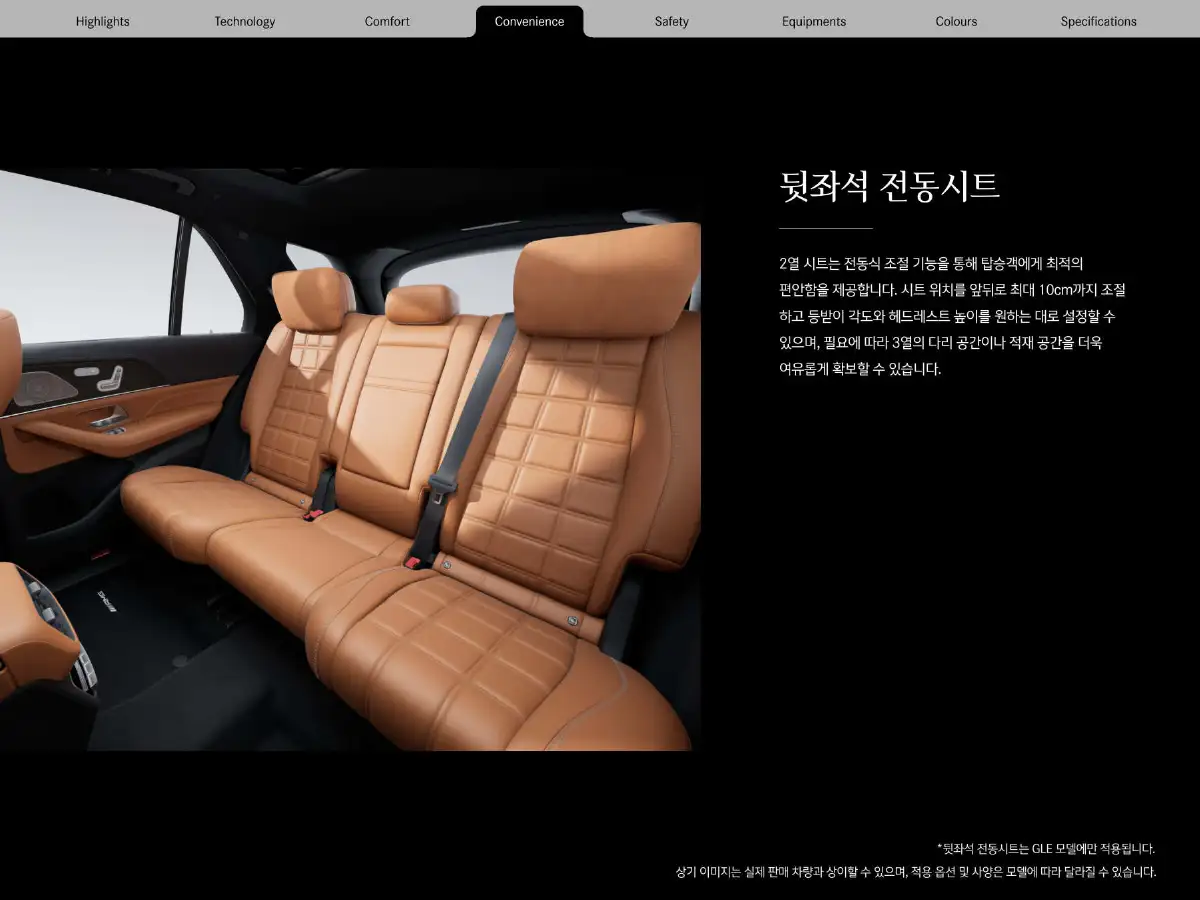 Highlights
Technology
Comfort
Convenience
Safety
Equipments
Colours
Specifications
뒷좌석 전동시트
2열 시트는 전동식 조절 기능을 통해 탑승객에게 최적의
편안함을 제공합니다. 시트 위치를 앞뒤로 최대 10cm까지 조절
하고 등받이 각도와 헤드레스트 높이를 원하는 대로 설정할 수
있으며, 필요에 따라 3열의 다리 공간이나 적재 공간을 더욱
여유롭게 확보할 수 있습니다.
AMG
*뒷좌석 전동시트는 GLE 모델에만 적용됩니다.
상기 이미지는 실제 판매 차량과 상이할 수 있으며, 적용 옵션 및 사양은 모델에 따라 달라질 수 있습니다.